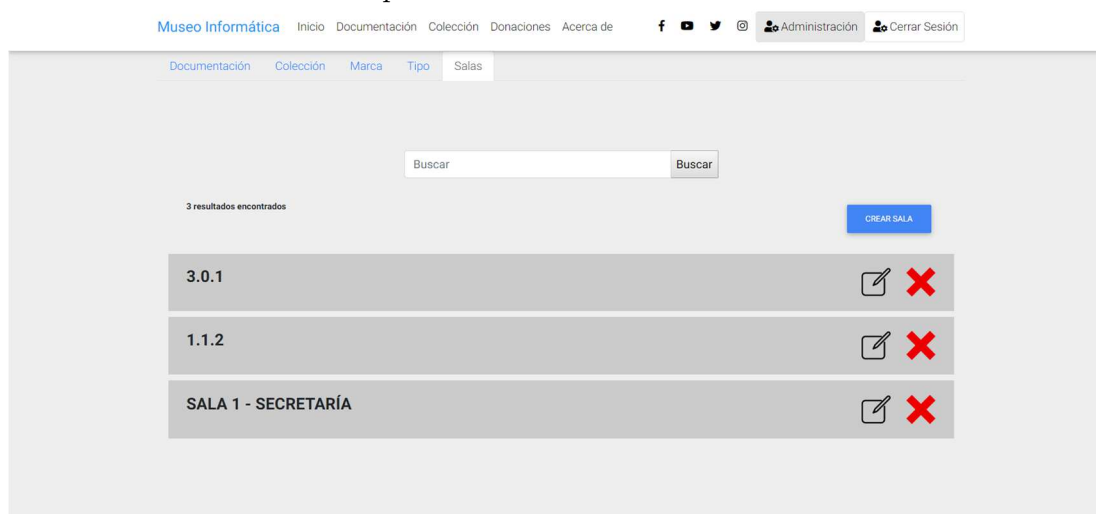 Museo Informática Inicio Documentación Colección Donaciones Acerca de Administración Cerrar Sesión
Documentación Colección Marca Tipo Salas
Buscar Buscar
3 resultados encontrados
CREAR SALA
3.0.1
1.1.2
SALA 1 - SECRETARÍA